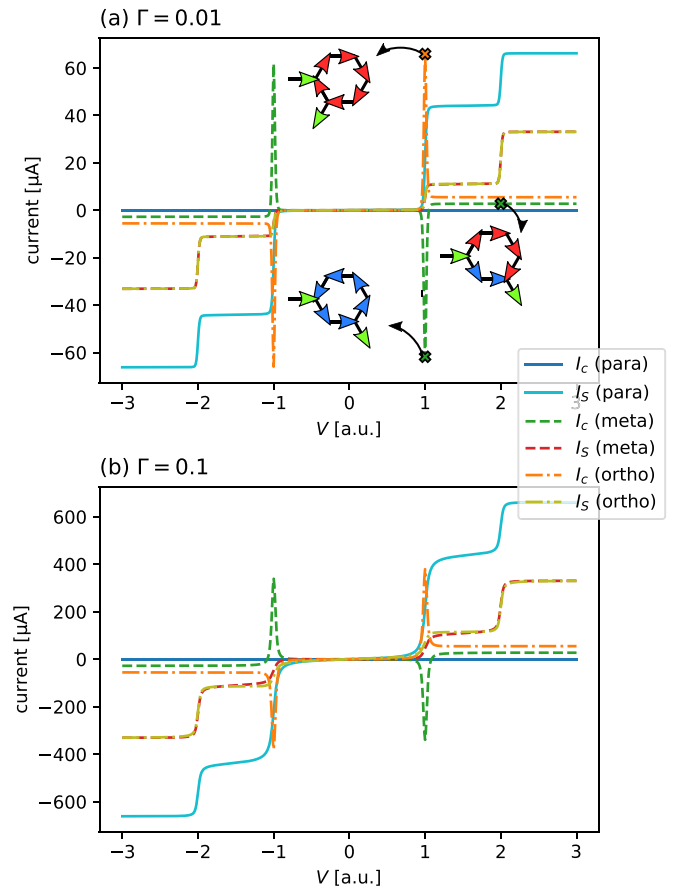 (a) Γ = 0.01
60
40
20
0
−20
−40
−60
current [µA]
−3 −2 −1 0 1 2 3
V [a.u.]
I_c (para)
I_S (para)
I_c (meta)
I_S (meta)
I_c (ortho)
I_S (ortho)
(b) Γ = 0.1
600
400
200
0
−200
−400
−600
current [µA]
−3 −2 −1 0 1 2 3
V [a.u.]